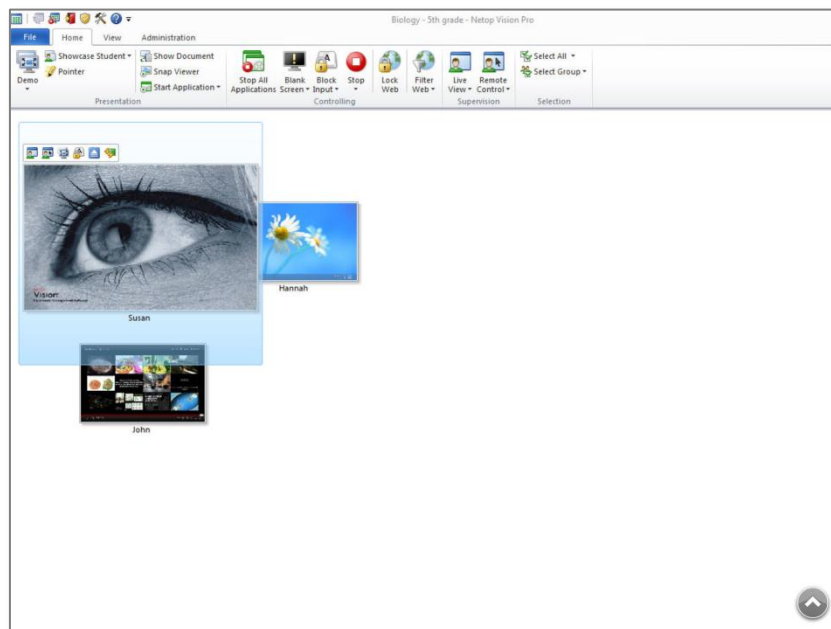 Biology - 5th grade - Netop Vision Pro
File Home View Administration
Demo
Showcase Student
Pointer
Show Document
Snap Viewer
Start Application
Stop All Applications
Blank Screen
Block Input
Stop
Lock Web
Filter Web
Live View
Remote Control
Select All
Select Group
Presentation Controlling Supervision Selection
Vision
Susan
Hannah
John